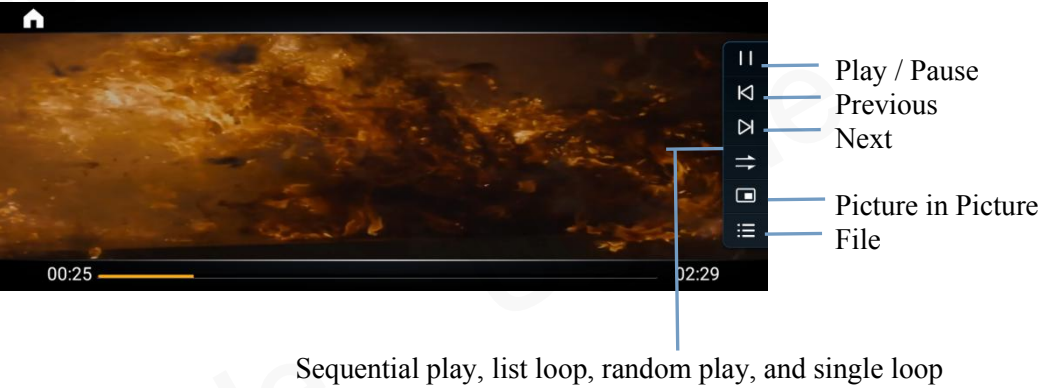 Play / Pause
Previous
Next
Picture in Picture
File
00:25 02:29
Sequential play, list loop, random play, and single loop